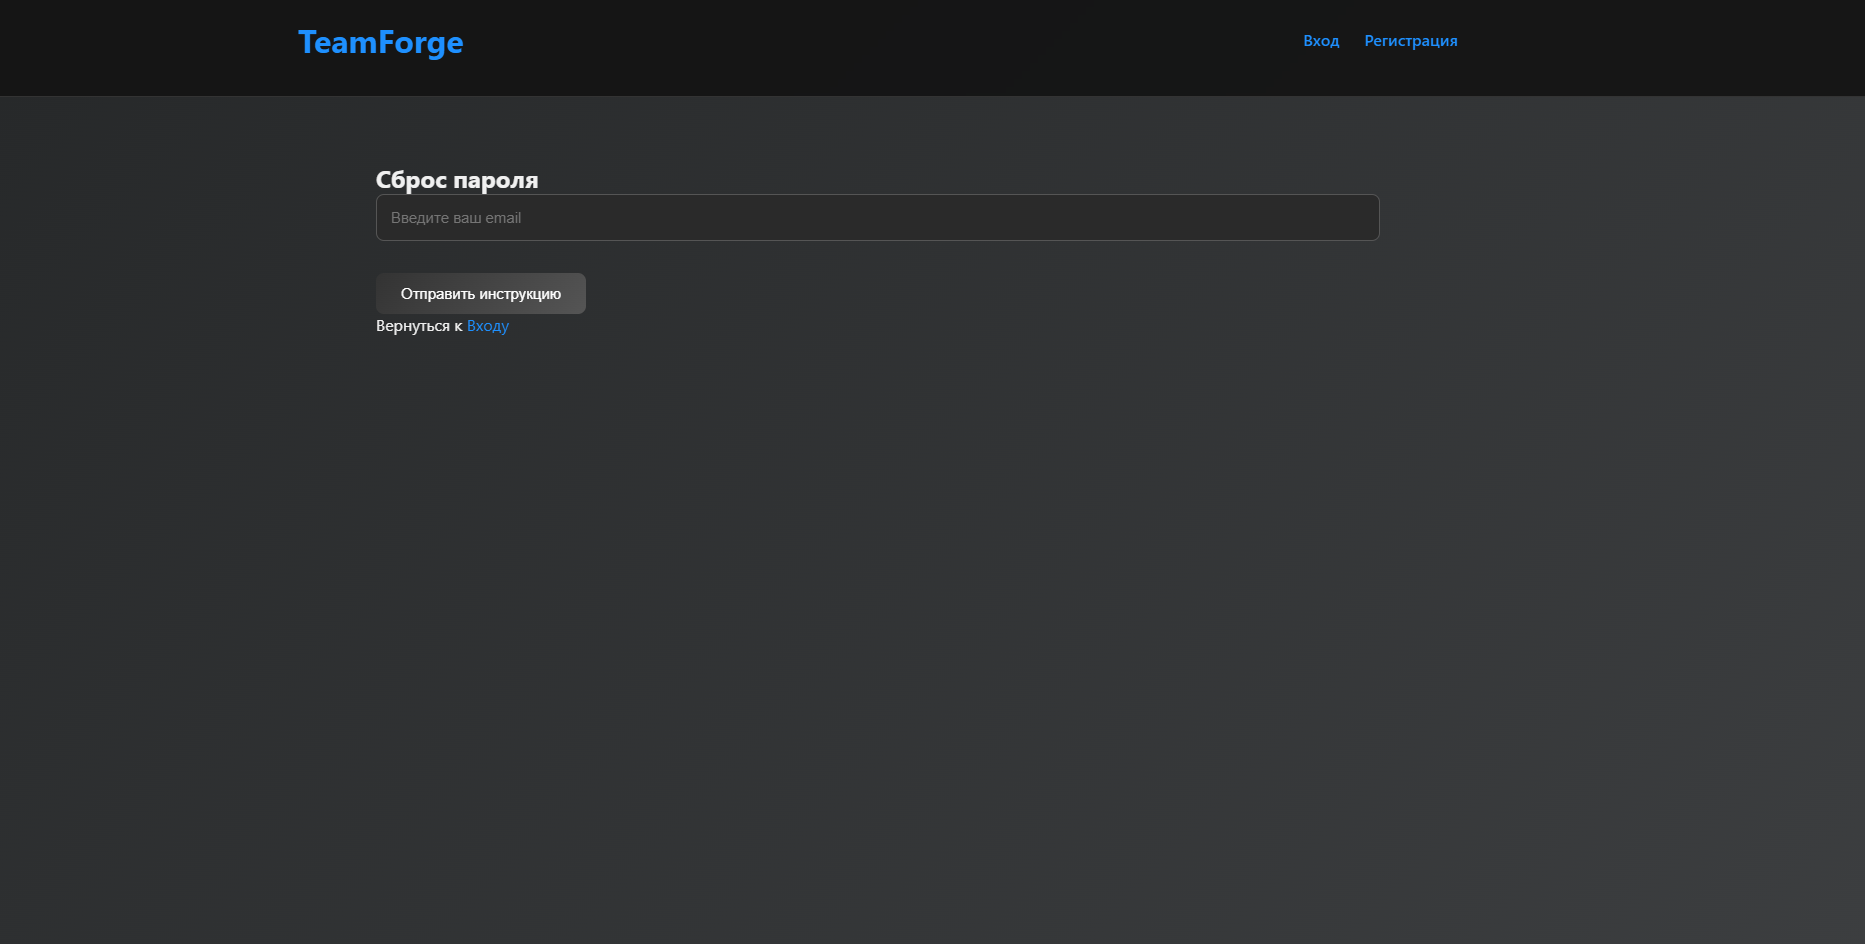 TeamForge
Вход Регистрация
Сброс пароля
Введите ваш email
Отправить инструкцию
Вернуться к Входу